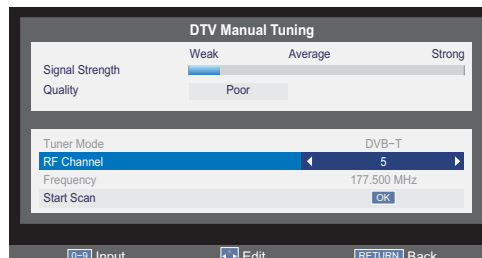 DTV Manual Tuning
Weak Average Strong
Signal Strength
Quality Poor
Tuner Mode DVB-T
RF Channel 5
Frequency 177.500 MHz
Start Scan OK
0-9 Input Edit RETURN Back